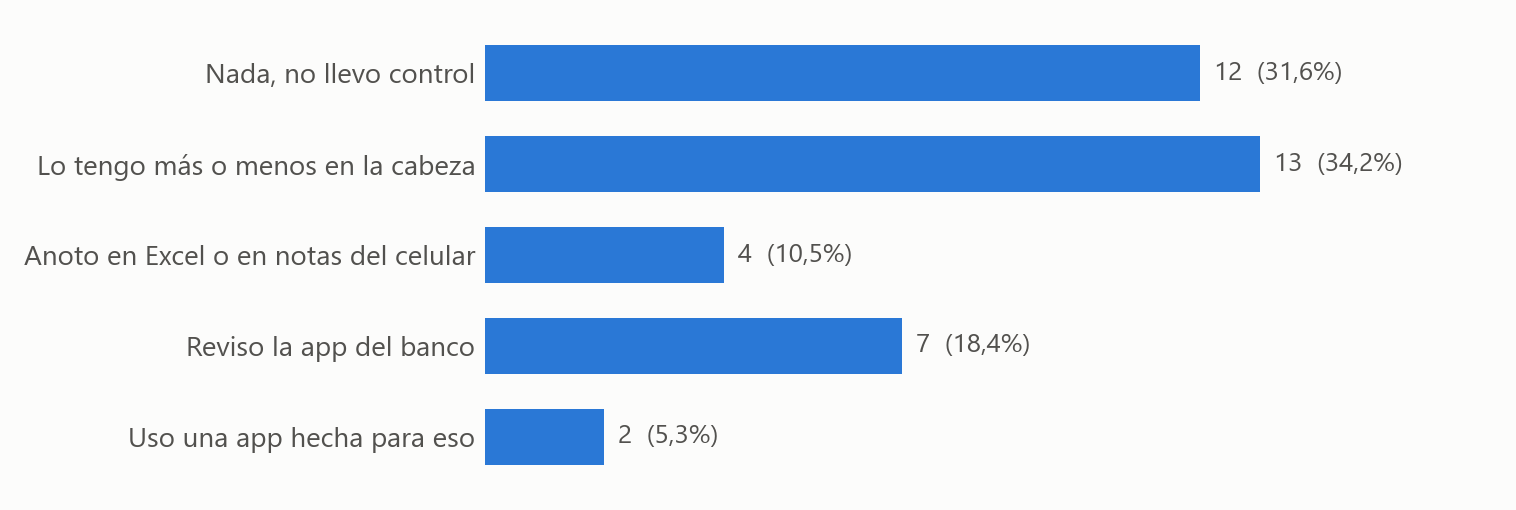 Nada, no llevo control 12 (31,6%)
Lo tengo más o menos en la cabeza 13 (34,2%)
Anoto en Excel o en notas del celular 4 (10,5%)
Reviso la app del banco 7 (18,4%)
Uso una app hecha para eso 2 (5,3%)